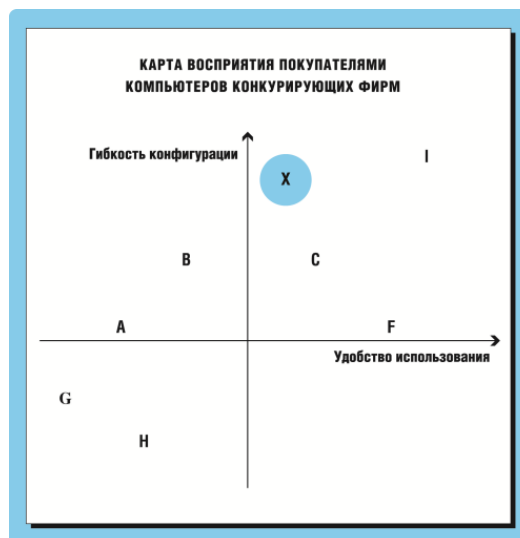 КАРТА ВОСПРИЯТИЯ ПОКУПАТЕЛЯМИ
КОМПЬЮТЕРОВ КОНКУРИРУЮЩИХ ФИРМ
Гибкость конфигурации
I
X
B
C
A
F
Удобство использования
G
H